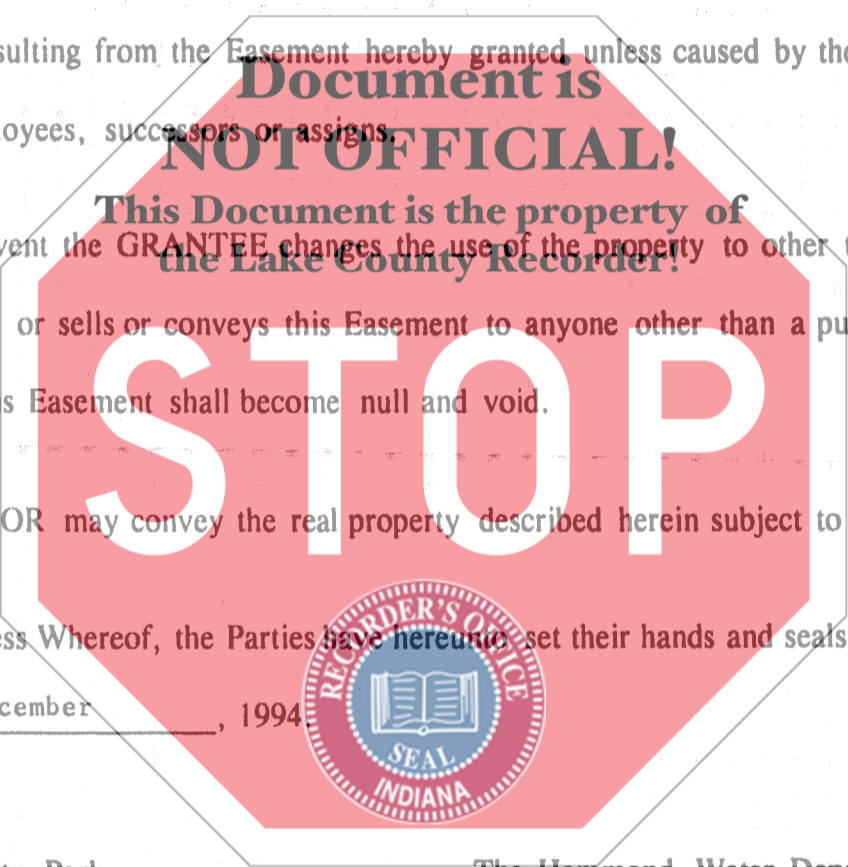 sulting from the Easement hereby granted unless caused by the
Document is
oyees, successors or assigns.
NOT OFFICIAL!
This Document is the property of
vent the GRANTEE changes the use of the property to other
the Lake County Recorder!
or sells or conveys this Easement to anyone other than a pu
s Easement shall become null and void.
STOP
OR may convey the real property described herein subject to
RECORDER'S OFFICE
ess Whereof, the Parties have hereunto set their hands and seals
cember , 1994.
SEAL
INDIANA
The Hammond Water